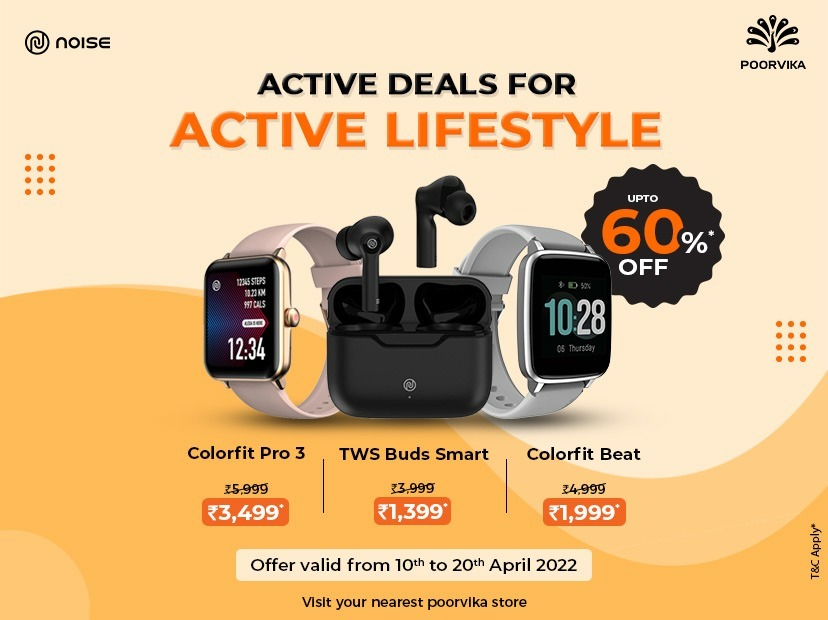 NOISE
POORVIKA
ACTIVE DEALS FOR
ACTIVE LIFESTYLE
UPTO
60%*
OFF
12345 STEPS
10.23 KM
997 CALS
12:34
50%
10:28
06 Thursday
Colorfit Pro 3
₹5,999
₹3,499*
TWS Buds Smart
₹3,999
₹1,399*
Colorfit Beat
₹4,999
₹1,999*
Offer valid from 10th to 20th April 2022
Visit your nearest poorvika store
T&C Apply*